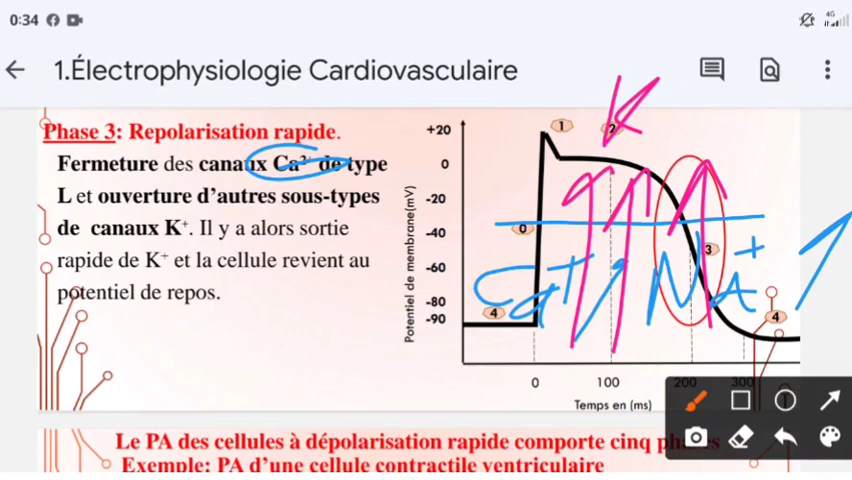 0:34
4G
1.Électrophysiologie Cardiovasculaire
Phase 3: Repolarisation rapide.
Fermeture des canaux Ca²⁺ de type
L et ouverture d'autres sous-types
de canaux K⁺. Il y a alors sortie
rapide de K⁺ et la cellule revient au
potentiel de repos.
Potentiel de membrane(mV)
+20
0
-20
-40
-60
-80
-90
1
2
0
3
4
4
K
Ca++
Na+
0
100
200
300
Temps en (ms)
Le PA des cellules à dépolarisation rapide comporte cinq phases
Exemple: PA d'une cellule contractile ventriculaire